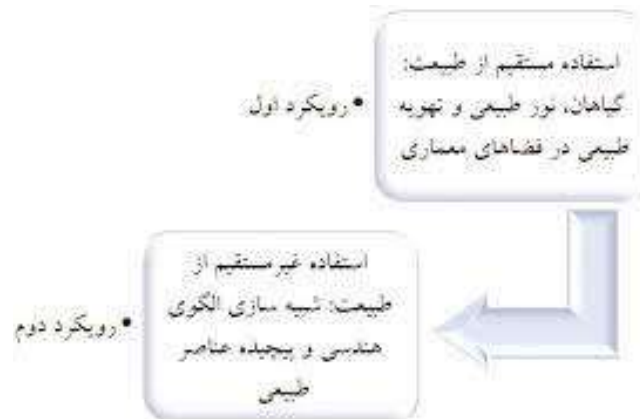 استفاده مستقیم از طبیعت:
گیاهان، نور طبیعی و تهویه
طبیعی در فضاهای معماری
• رویکرد اول
استفاده غیرمستقیم از
طبیعت: شبیه سازی الگوی
هندسی و پیچیده عناصر
طبیعی
• رویکرد دوم